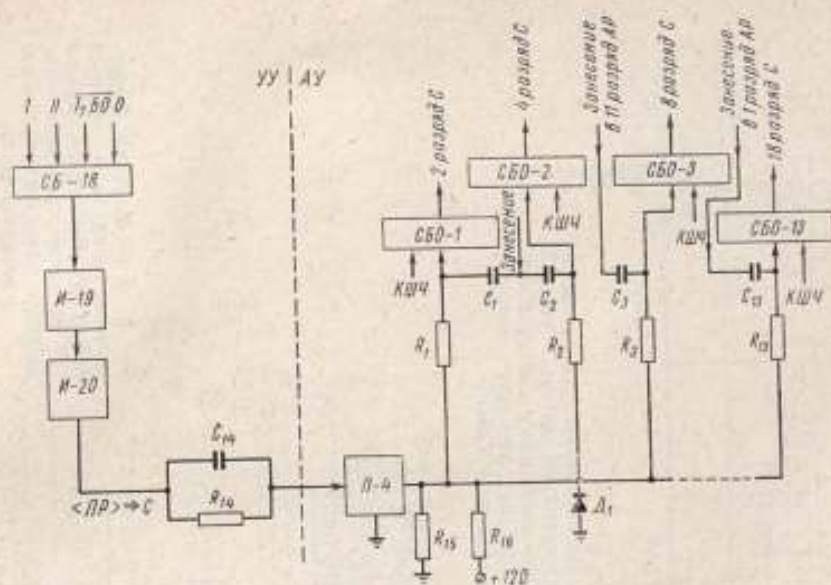 УУ АУ
I II I, БО 0
СБ-18
И-19
И-20
<ПР>⇒С
C14
R14
П-4
R15
R16
+120
Д1
2 разряд С
4 разряд С
Занесение в 11 разряд АР
8 разряд С
Занесение в 1 разряд АР
18 разряд С
СБО-1
СБО-2
СБО-3
СБО-13
КШЧ
КШЧ
КШЧ
КШЧ
Занесение
C1
C2
C3
C13
R1
R2
R3
R13